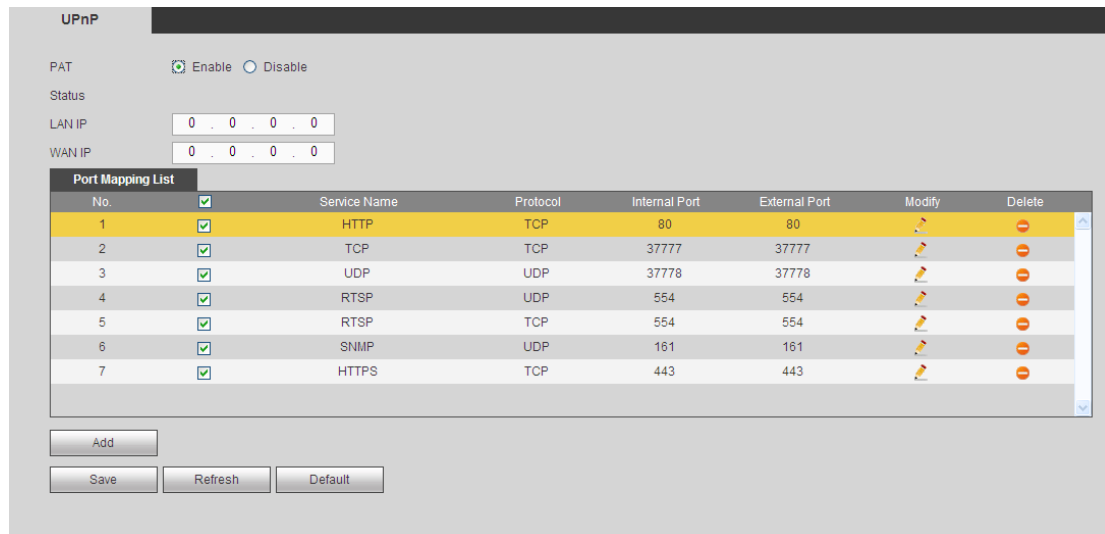 UPnP
PAT Enable Disable
Status
LAN IP 0 . 0 . 0 . 0
WAN IP 0 . 0 . 0 . 0
Port Mapping List
No. Service Name Protocol Internal Port External Port Modify Delete
1 HTTP TCP 80 80
2 TCP TCP 37777 37777
3 UDP UDP 37778 37778
4 RTSP UDP 554 554
5 RTSP TCP 554 554
6 SNMP UDP 161 161
7 HTTPS TCP 443 443
Add
Save Refresh Default